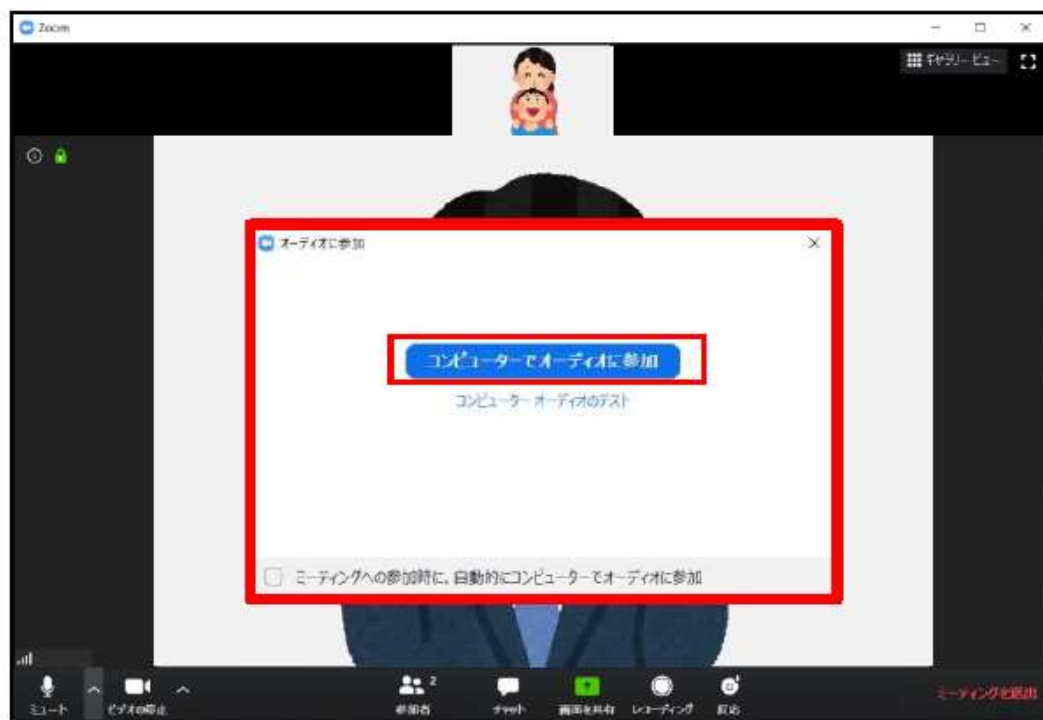 Zoom
ギャラリー ビュー
オーディオに参加
コンピューターでオーディオに参加
コンピューター オーディオのテスト
ミーティングへの参加時に、自動的にコンピューターでオーディオに参加
ミュート
ビデオの停止
参加者
2
チャット
画面を共有
レコーディング
反応
ミーティングを退出